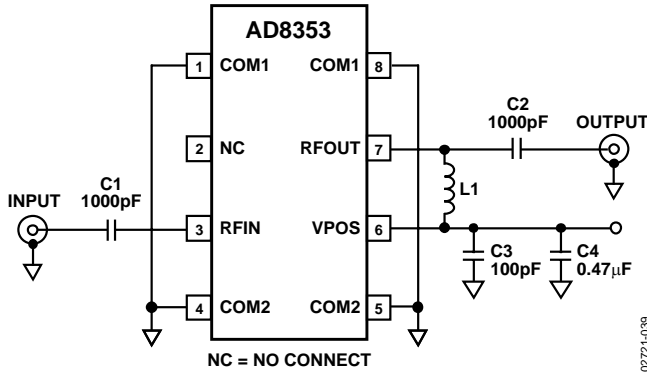 AD8353
1 COM1 COM1 8
C2
1000pF OUTPUT
2 NC RFOUT 7
C1
1000pF
INPUT
L1
3 RFIN VPOS 6
C3
100pF
C4
0.47µF
4 COM2 COM2 5
NC = NO CONNECT
02721-039